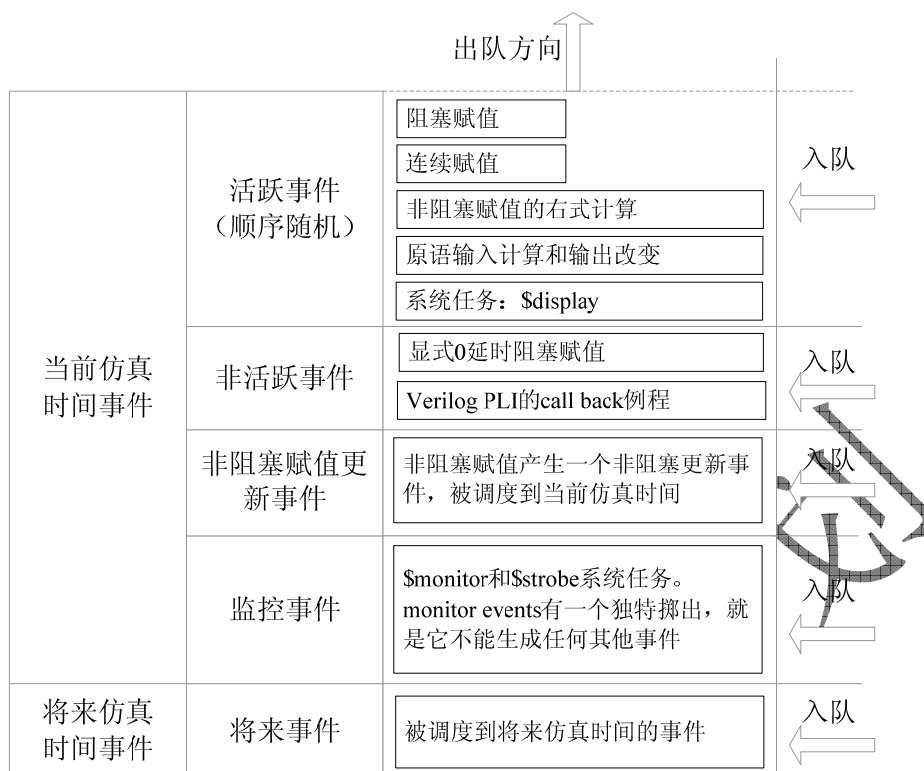 出队方向
阻塞赋值
连续赋值
入队
活跃事件
（顺序随机）
非阻塞赋值的右式计算
原语输入计算和输出改变
系统任务：$display
当前仿真
时间事件
非活跃事件
显式0延时阻塞赋值
Verilog PLI的call back例程
入队
非阻塞赋值更
新事件
非阻塞赋值产生一个非阻塞更新事
件，被调度到当前仿真时间
入队
监控事件
$monitor和$strobe系统任务。
monitor events有一个独特掷出，就
是它不能生成任何其他事件
入队
将来仿真
时间事件
将来事件
被调度到将来仿真时间的事件
入队